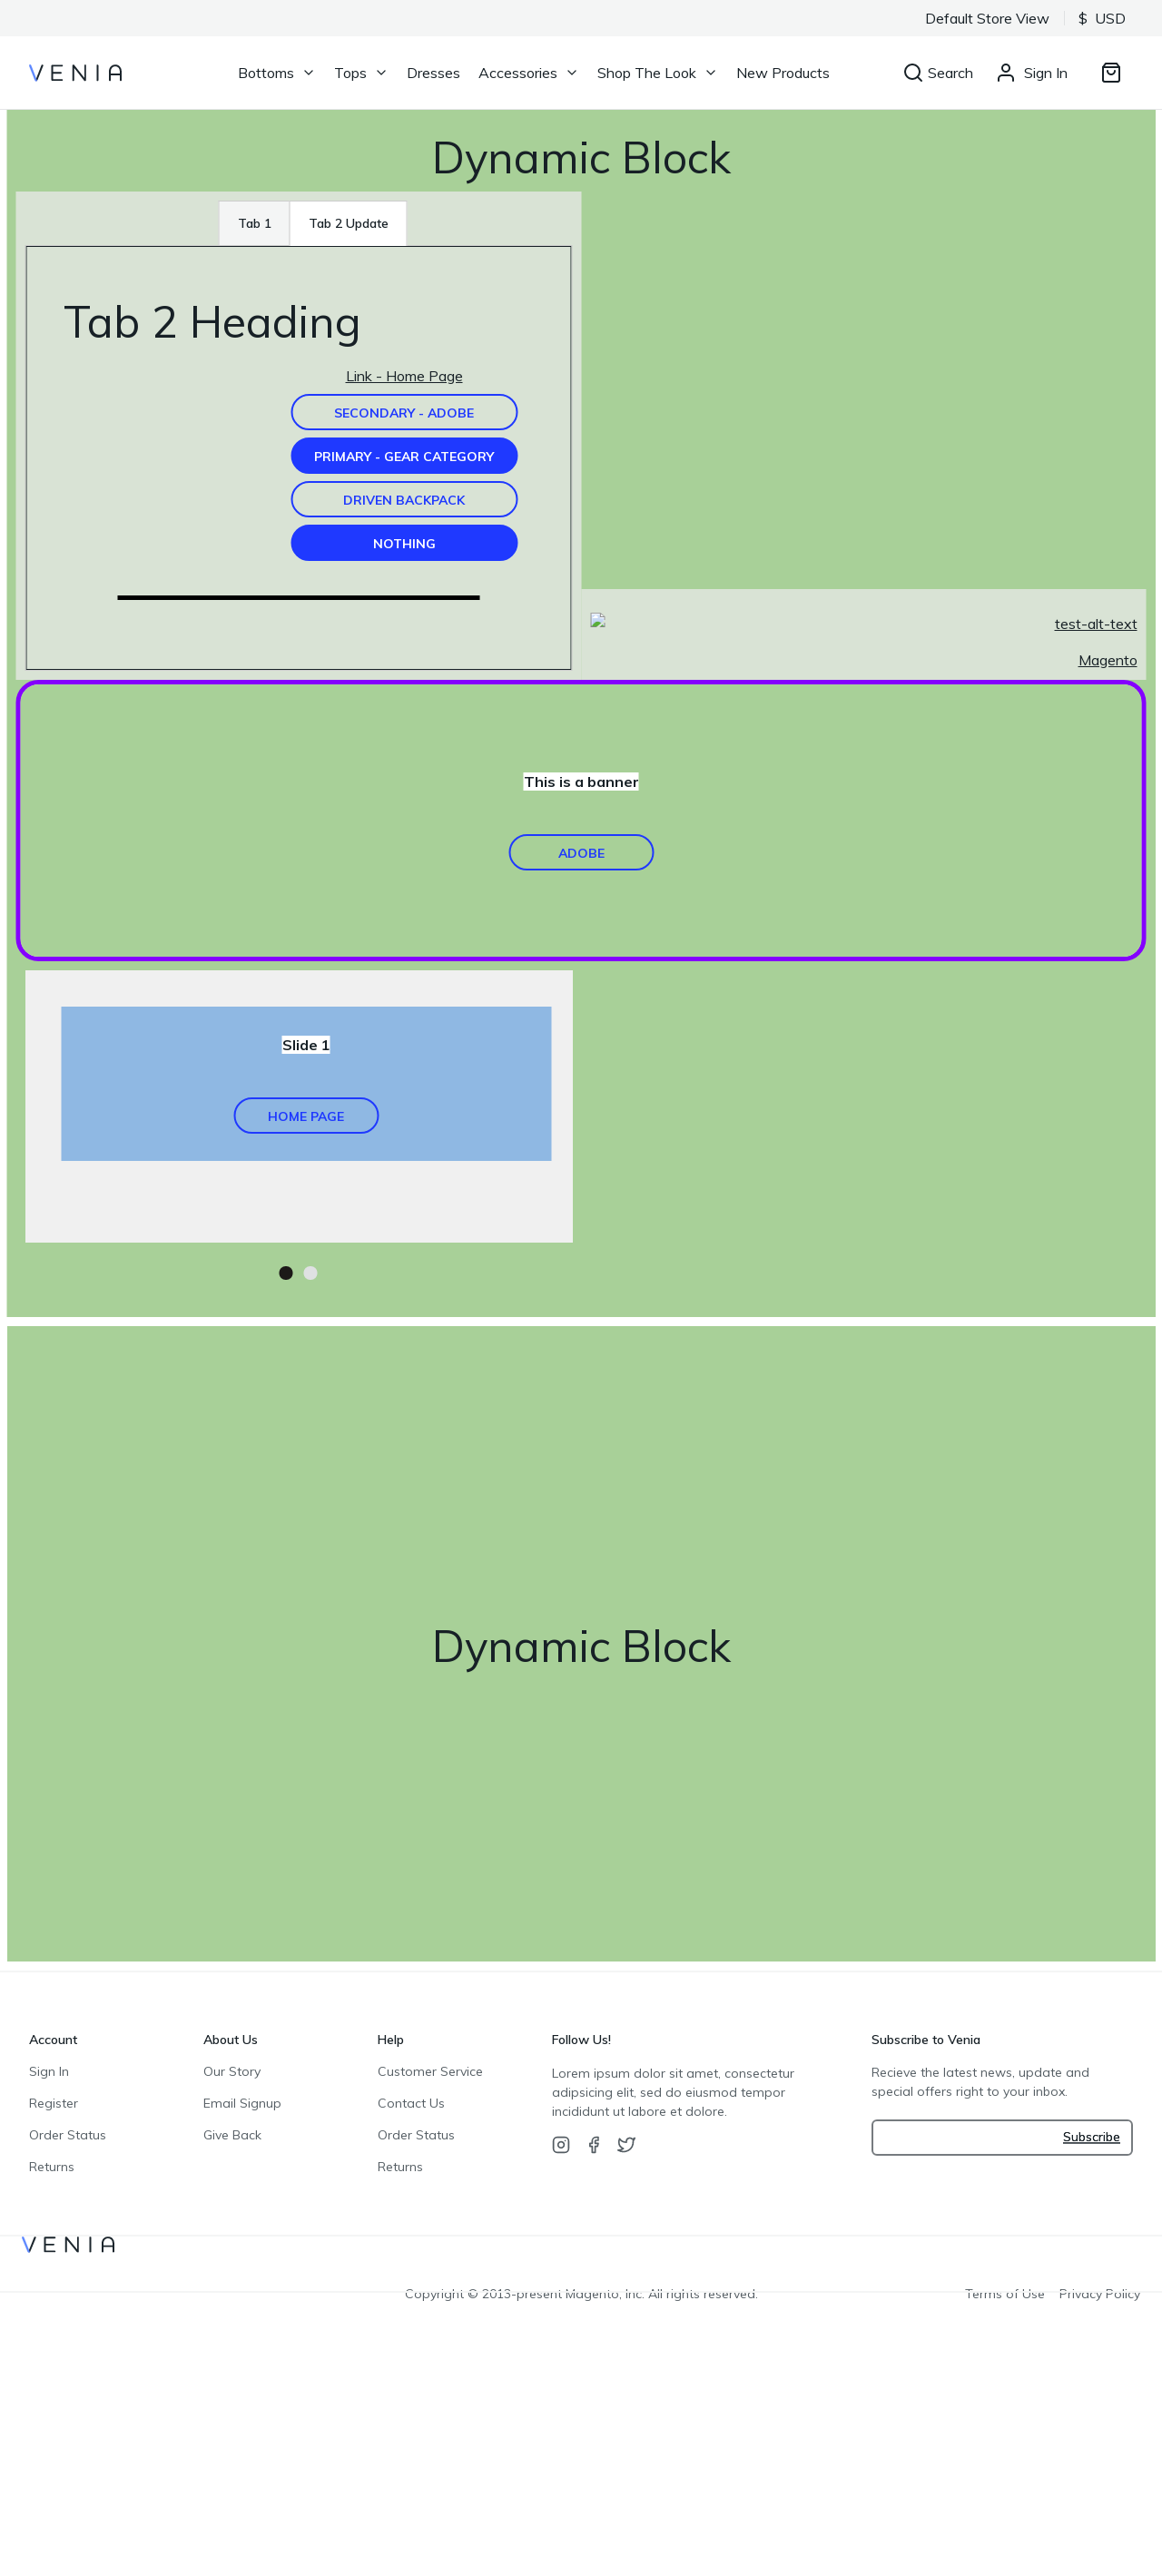 Default Store View
$ USD
VENIA
Bottoms
Tops
Dresses
Accessories
Shop The Look
New Products
Search
Sign In
Dynamic Block
Tab 1
Tab 2 Update
Tab 2 Heading
Link - Home Page
SECONDARY - ADOBE
PRIMARY - GEAR CATEGORY
DRIVEN BACKPACK
NOTHING
test-alt-text
Magento
This is a banner
ADOBE
Slide 1
HOME PAGE
Dynamic Block
Account
Sign In
Register
Order Status
Returns
About Us
Our Story
Email Signup
Give Back
Help
Customer Service
Contact Us
Order Status
Returns
Follow Us!
Lorem ipsum dolor sit amet, consectetur
adipsicing elit, sed do eiusmod tempor
incididunt ut labore et dolore.
Subscribe to Venia
Recieve the latest news, update and
special offers right to your inbox.
Subscribe
VENIA
Copyright © 2013-present Magento, Inc. All rights reserved.
Terms of Use
Privacy Policy